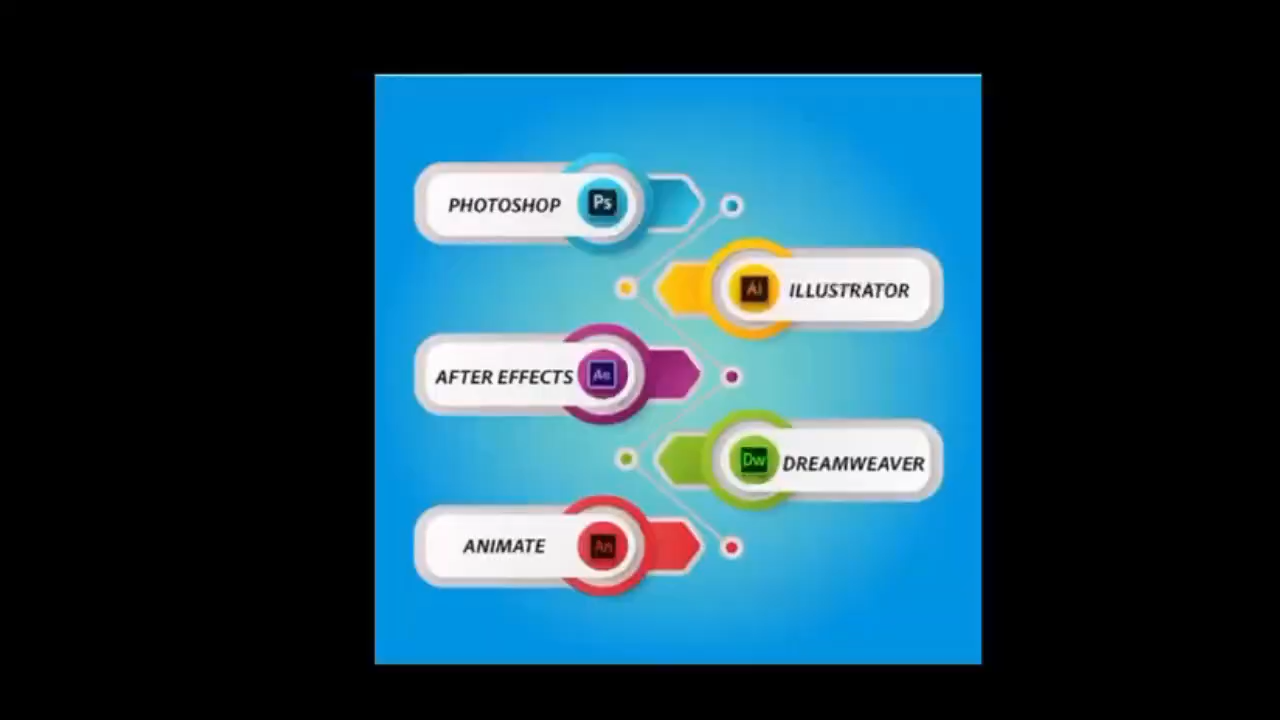 PHOTOSHOP Ps
Ai ILLUSTRATOR
AFTER EFFECTS Ae
Dw DREAMWEAVER
ANIMATE An